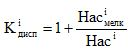 K^i_дисп = 1 + Нас^i_мелк / Нас^i